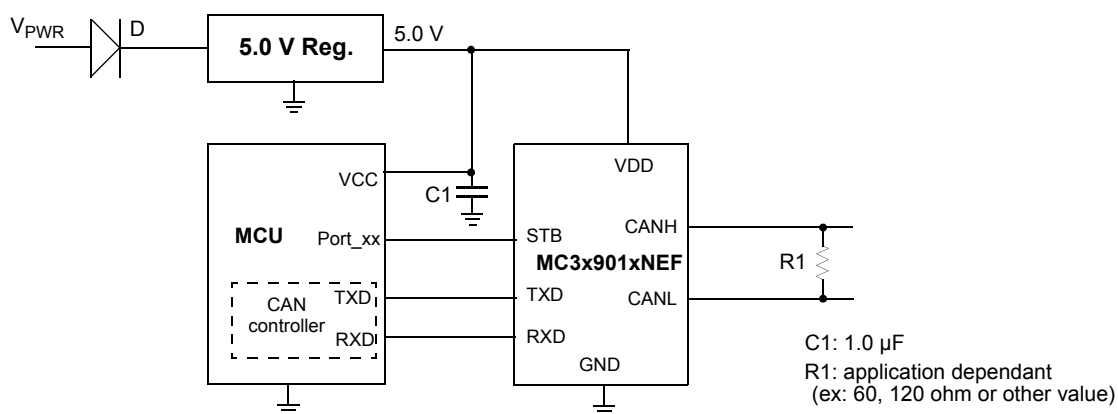 VPWR
D
5.0 V Reg.
5.0 V
VCC
C1
MCU
Port_xx
CAN
controller
TXD
RXD
VDD
STB
CANH
MC3x901xNEF
TXD
CANL
RXD
GND
R1
C1: 1.0 µF
R1: application dependant
(ex: 60, 120 ohm or other value)